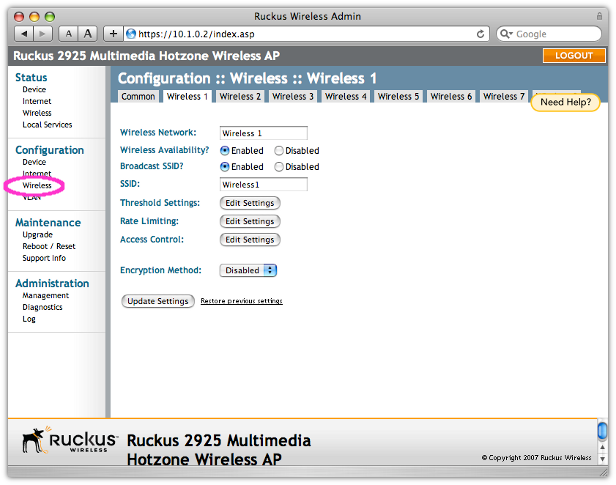 Ruckus Wireless Admin
A A + https://10.1.0.2/index.asp Google
Ruckus 2925 Multimedia Hotzone Wireless AP LOGOUT
Status
Device
Internet
Wireless
Local Services
Configuration
Device
Internet
Wireless
VLAN
Maintenance
Upgrade
Reboot / Reset
Support Info
Administration
Management
Diagnostics
Log
Configuration :: Wireless :: Wireless 1
Common Wireless 1 Wireless 2 Wireless 3 Wireless 4 Wireless 5 Wireless 6 Wireless 7
Need Help?
Wireless Network: Wireless 1
Wireless Availability? Enabled Disabled
Broadcast SSID? Enabled Disabled
SSID: Wireless1
Threshold Settings: Edit Settings
Rate Limiting: Edit Settings
Access Control: Edit Settings
Encryption Method: Disabled
Update Settings Restore previous settings
Ruckus WIRELESS
Ruckus 2925 Multimedia
Hotzone Wireless AP
© Copyright 2007 Ruckus Wireless